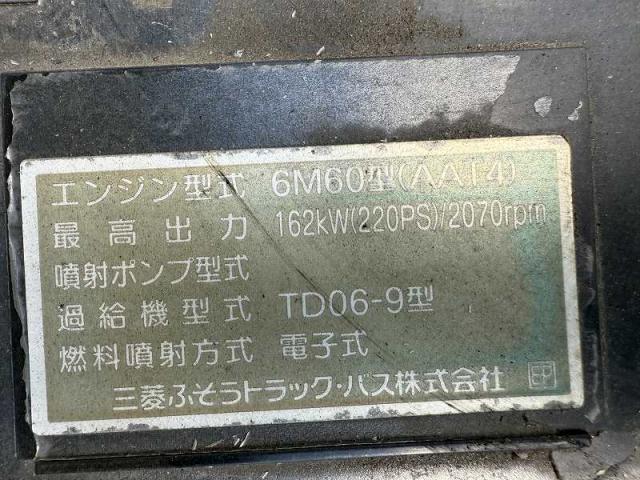 エンジン型式 6M60型(AAT4)
最高出力 162kW(220PS)/2070rpm
噴射ポンプ型式
過給機型式 TD06-9型
燃料噴射方式 電子式
三菱ふそうトラック・バス株式会社